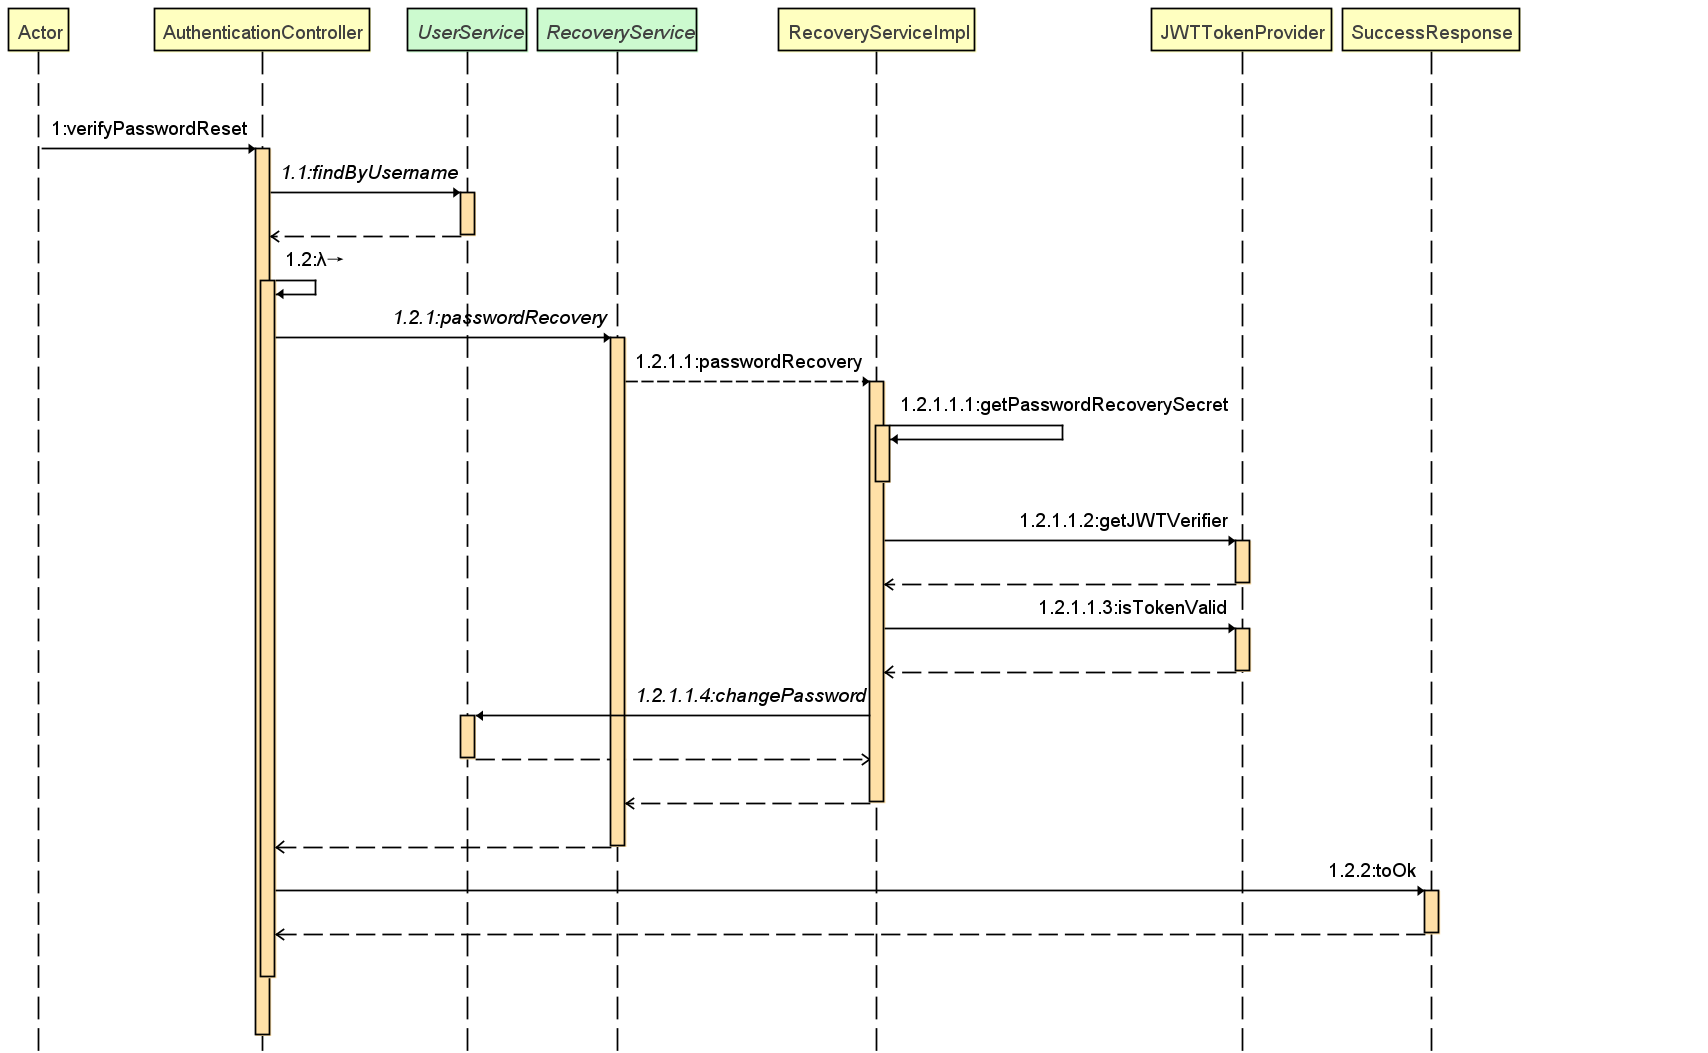 Actor
AuthenticationController
UserService
RecoveryService
RecoveryServiceImpl
JWTTokenProvider
SuccessResponse
1:verifyPasswordReset
1.1:findByUsername
1.2:λ→
1.2.1:passwordRecovery
1.2.1.1:passwordRecovery
1.2.1.1.1:getPasswordRecoverySecret
1.2.1.1.2:getJWTVerifier
1.2.1.1.3:isTokenValid
1.2.1.1.4:changePassword
1.2.2:toOk